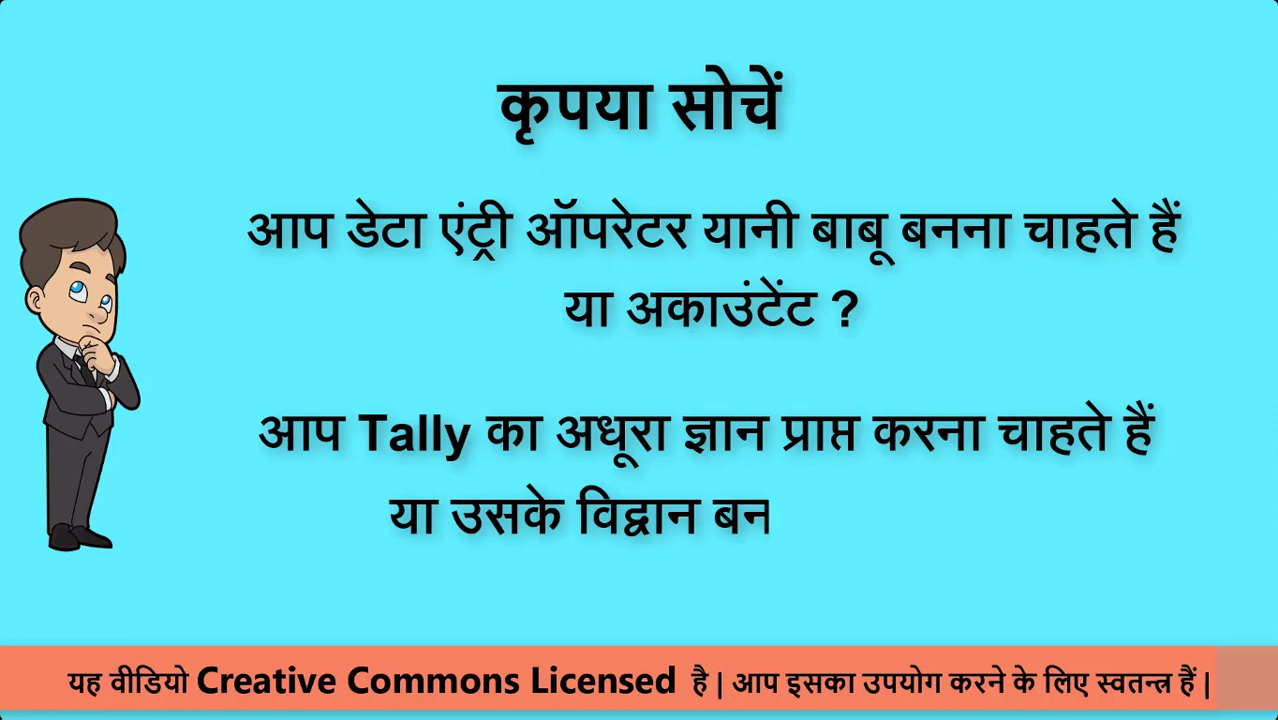 कृपया सोचें
आप डेटा एंट्री ऑपरेटर यानी बाबू बनना चाहते हैं
या अकाउंटेंट ?
आप Tally का अधूरा ज्ञान प्राप्त करना चाहते हैं
या उसके विद्वान बन
यह वीडियो Creative Commons Licensed है | आप इसका उपयोग करने के लिए स्वतन्त्र हैं |